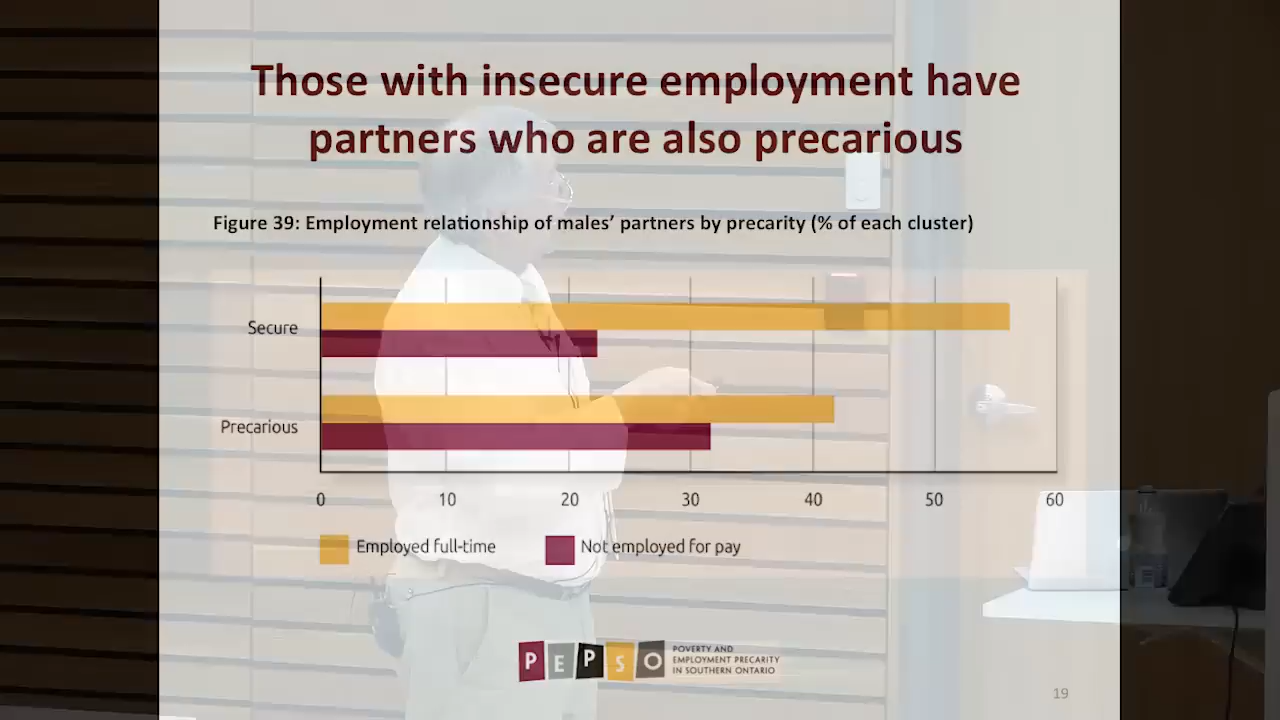 Those with insecure employment have
partners who are also precarious
Figure 39: Employment relationship of males' partners by precarity (% of each cluster)
Secure
Precarious
0 10 20 30 40 50 60
Employed full-time Not employed for pay
PEPSO
POVERTY AND
EMPLOYMENT PRECARITY
IN SOUTHERN ONTARIO
19